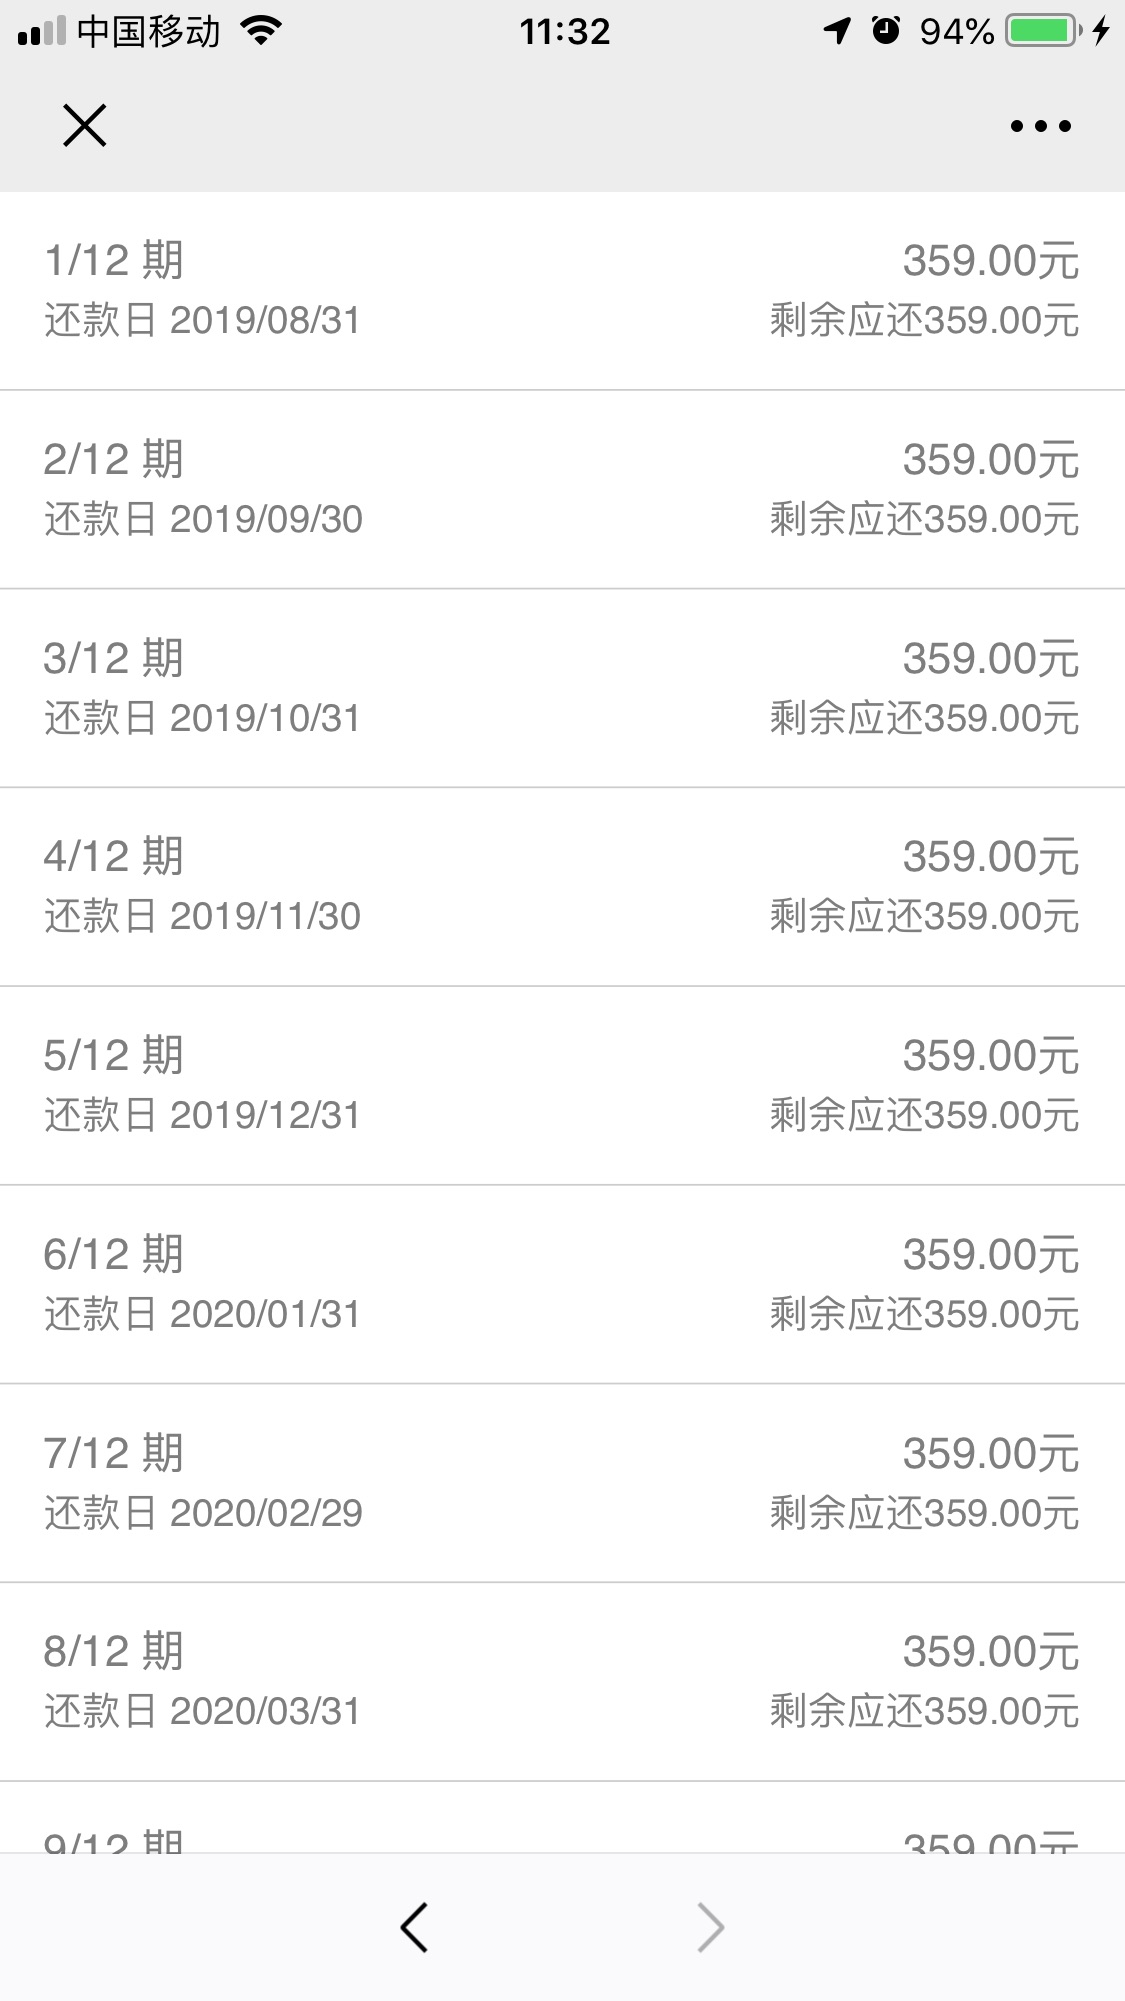 中国移动 11:32 94%
1/12 期 359.00元
还款日 2019/08/31 剩余应还359.00元
2/12 期 359.00元
还款日 2019/09/30 剩余应还359.00元
3/12 期 359.00元
还款日 2019/10/31 剩余应还359.00元
4/12 期 359.00元
还款日 2019/11/30 剩余应还359.00元
5/12 期 359.00元
还款日 2019/12/31 剩余应还359.00元
6/12 期 359.00元
还款日 2020/01/31 剩余应还359.00元
7/12 期 359.00元
还款日 2020/02/29 剩余应还359.00元
8/12 期 359.00元
还款日 2020/03/31 剩余应还359.00元
9/12 期 359.00元